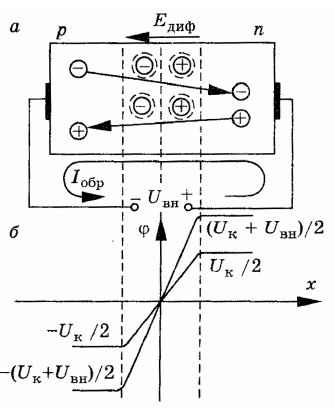 а
Eдиф
p
n
− − + −
+ − + +
Iобр
− Uвн +
б
φ
(Uк + Uвн)/2
Uк /2
x
−Uк /2
−(Uк+Uвн)/2